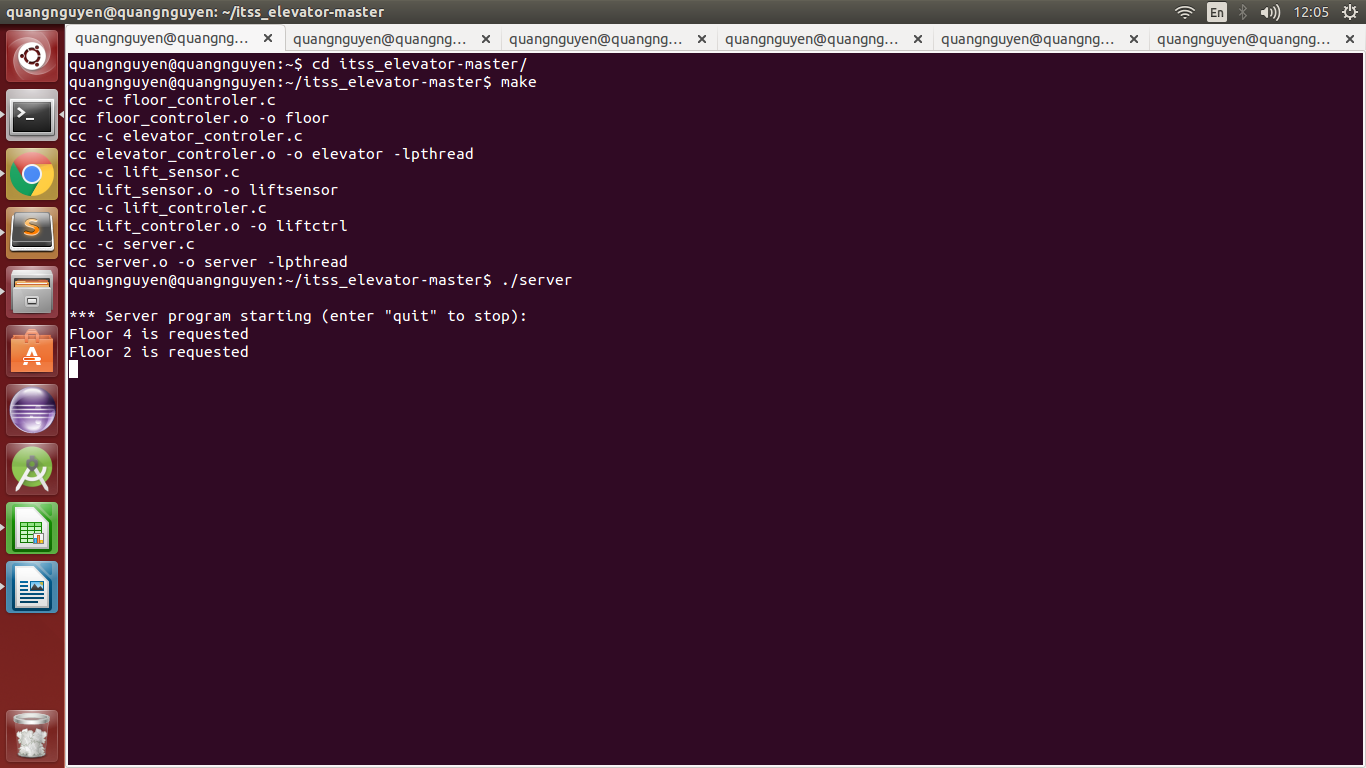 quangnguyen@quangnguyen: ~/itss_elevator-master
En
12:05
quangnguyen@quangng... × quangnguyen@quangng... × quangnguyen@quangng... × quangnguyen@quangng... × quangnguyen@quangng... × quangnguyen@quangng... ×
quangnguyen@quangnguyen:~$ cd itss_elevator-master/
quangnguyen@quangnguyen:~/itss_elevator-master$ make
cc -c floor_controler.c
cc floor_controler.o -o floor
cc -c elevator_controler.c
cc elevator_controler.o -o elevator -lpthread
cc -c lift_sensor.c
cc lift_sensor.o -o liftsensor
cc -c lift_controler.c
cc lift_controler.o -o liftctrl
cc -c server.c
cc server.o -o server -lpthread
quangnguyen@quangnguyen:~/itss_elevator-master$ ./server
*** Server program starting (enter "quit" to stop):
Floor 4 is requested
Floor 2 is requested